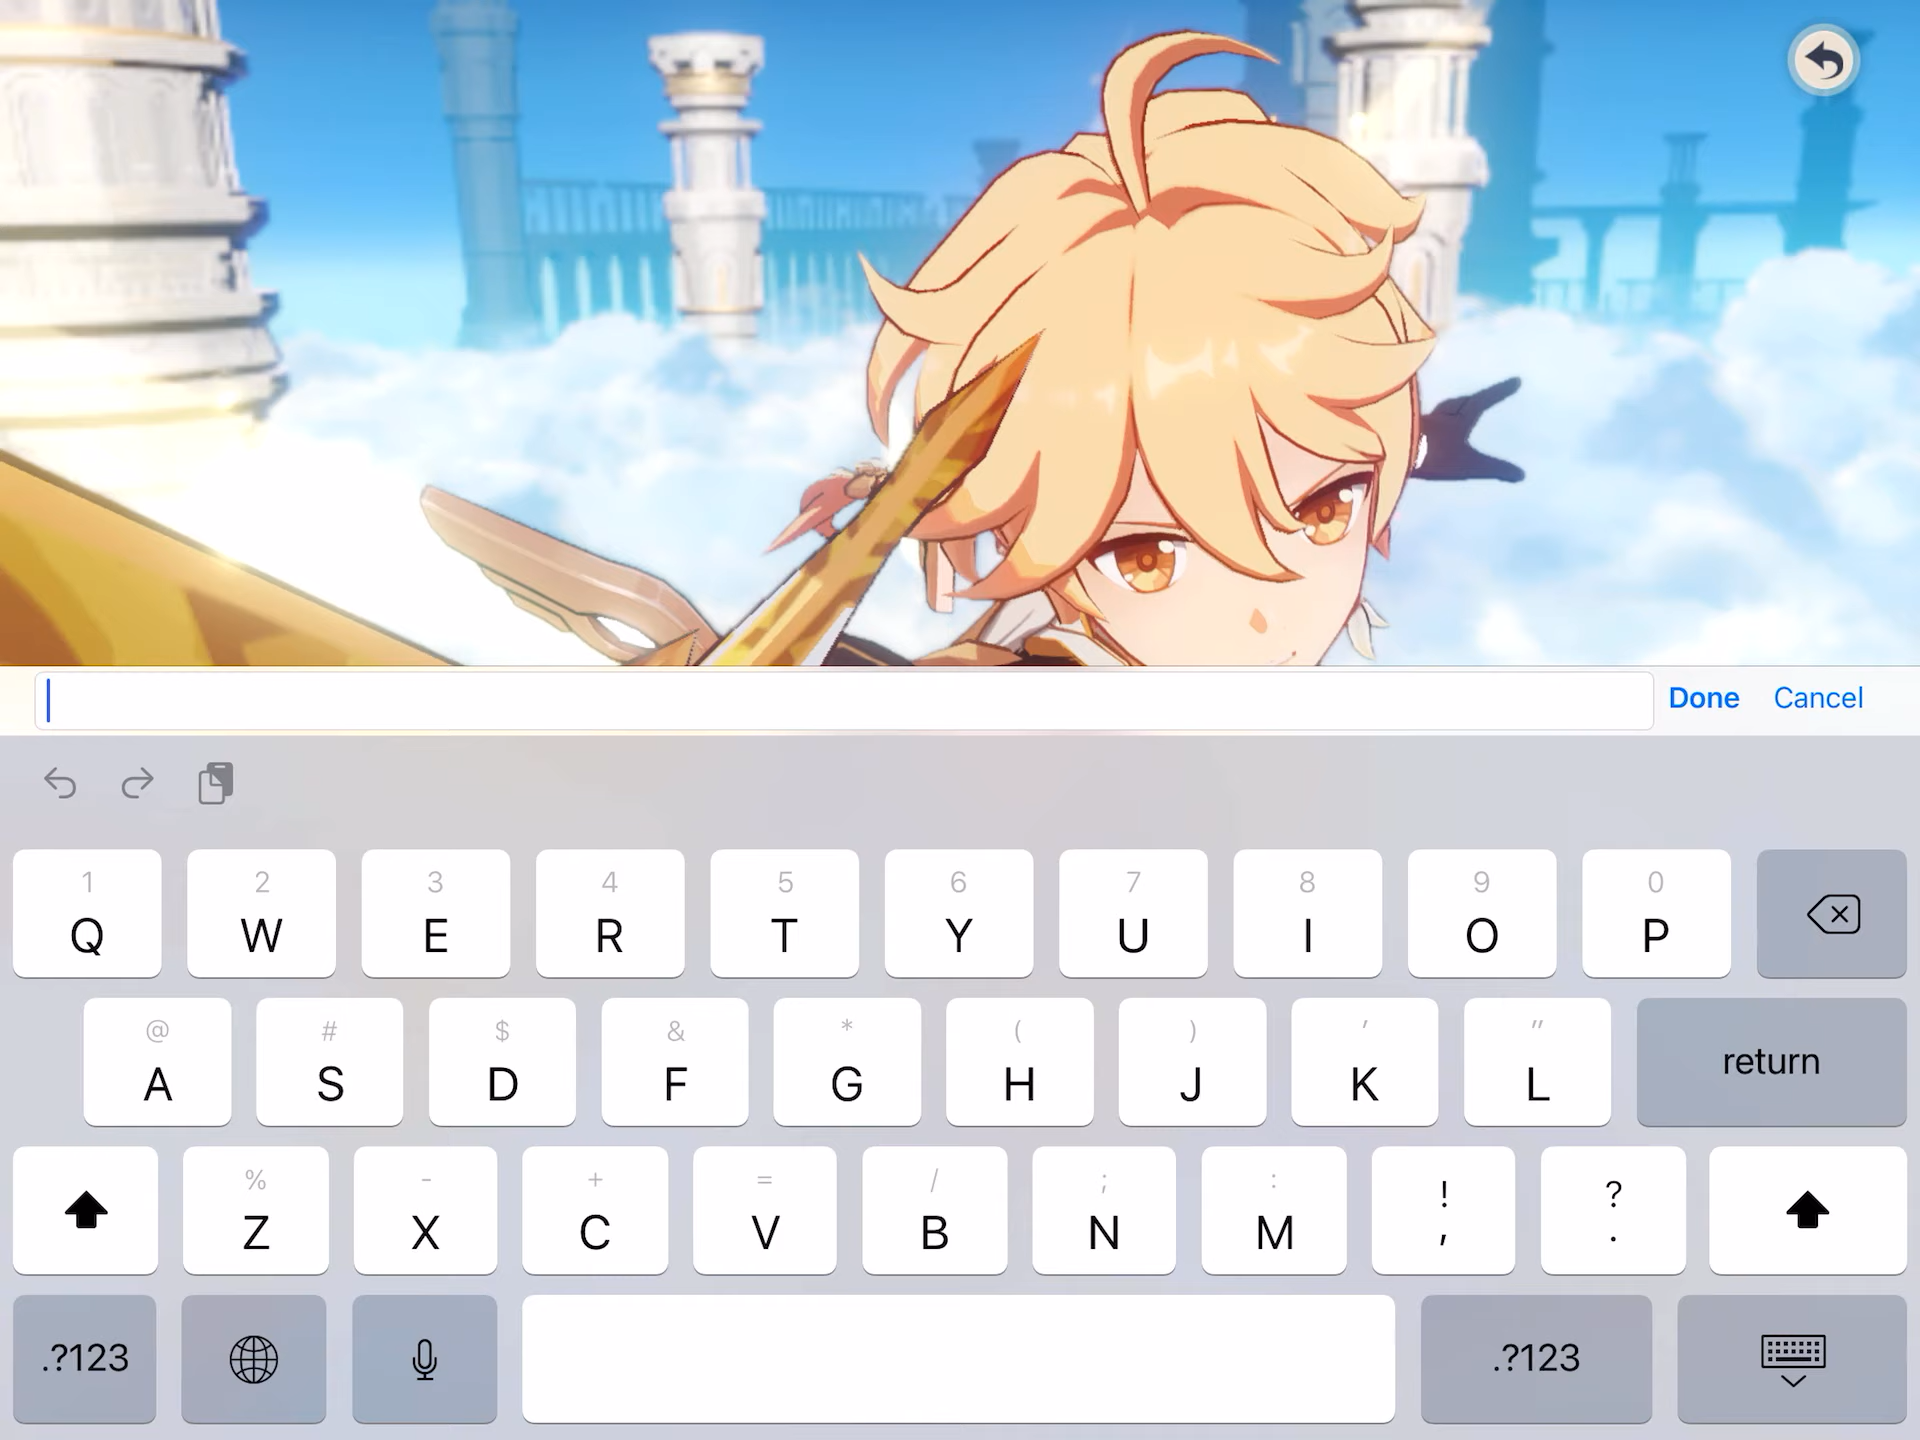 Done Cancel
1 2 3 4 5 6 7 8 9 0
Q W E R T Y U I O P
@ # $ & * ( ) ' "
A S D F G H J K L return
% - + = / ; : ! ?
Z X C V B N M , .
.?123 .?123